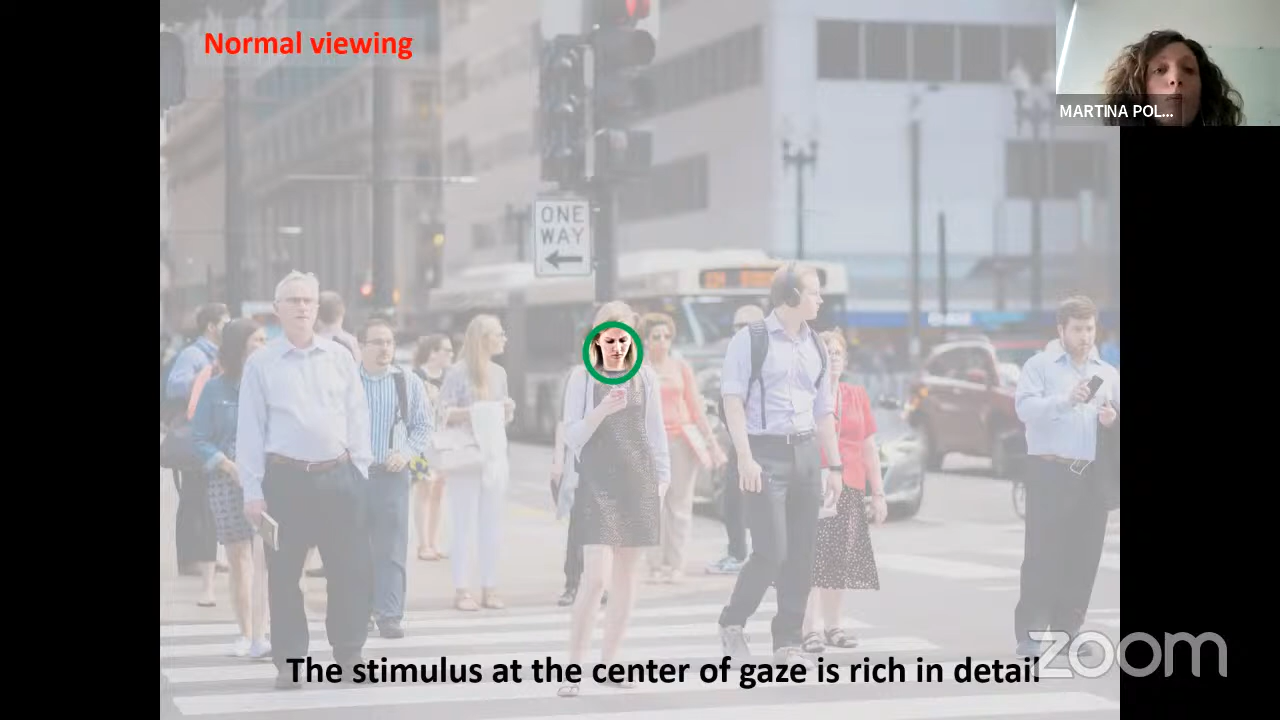 Normal viewing
MARTINA POL...
ONE
WAY
The stimulus at the center of gaze is rich in detail
zoom